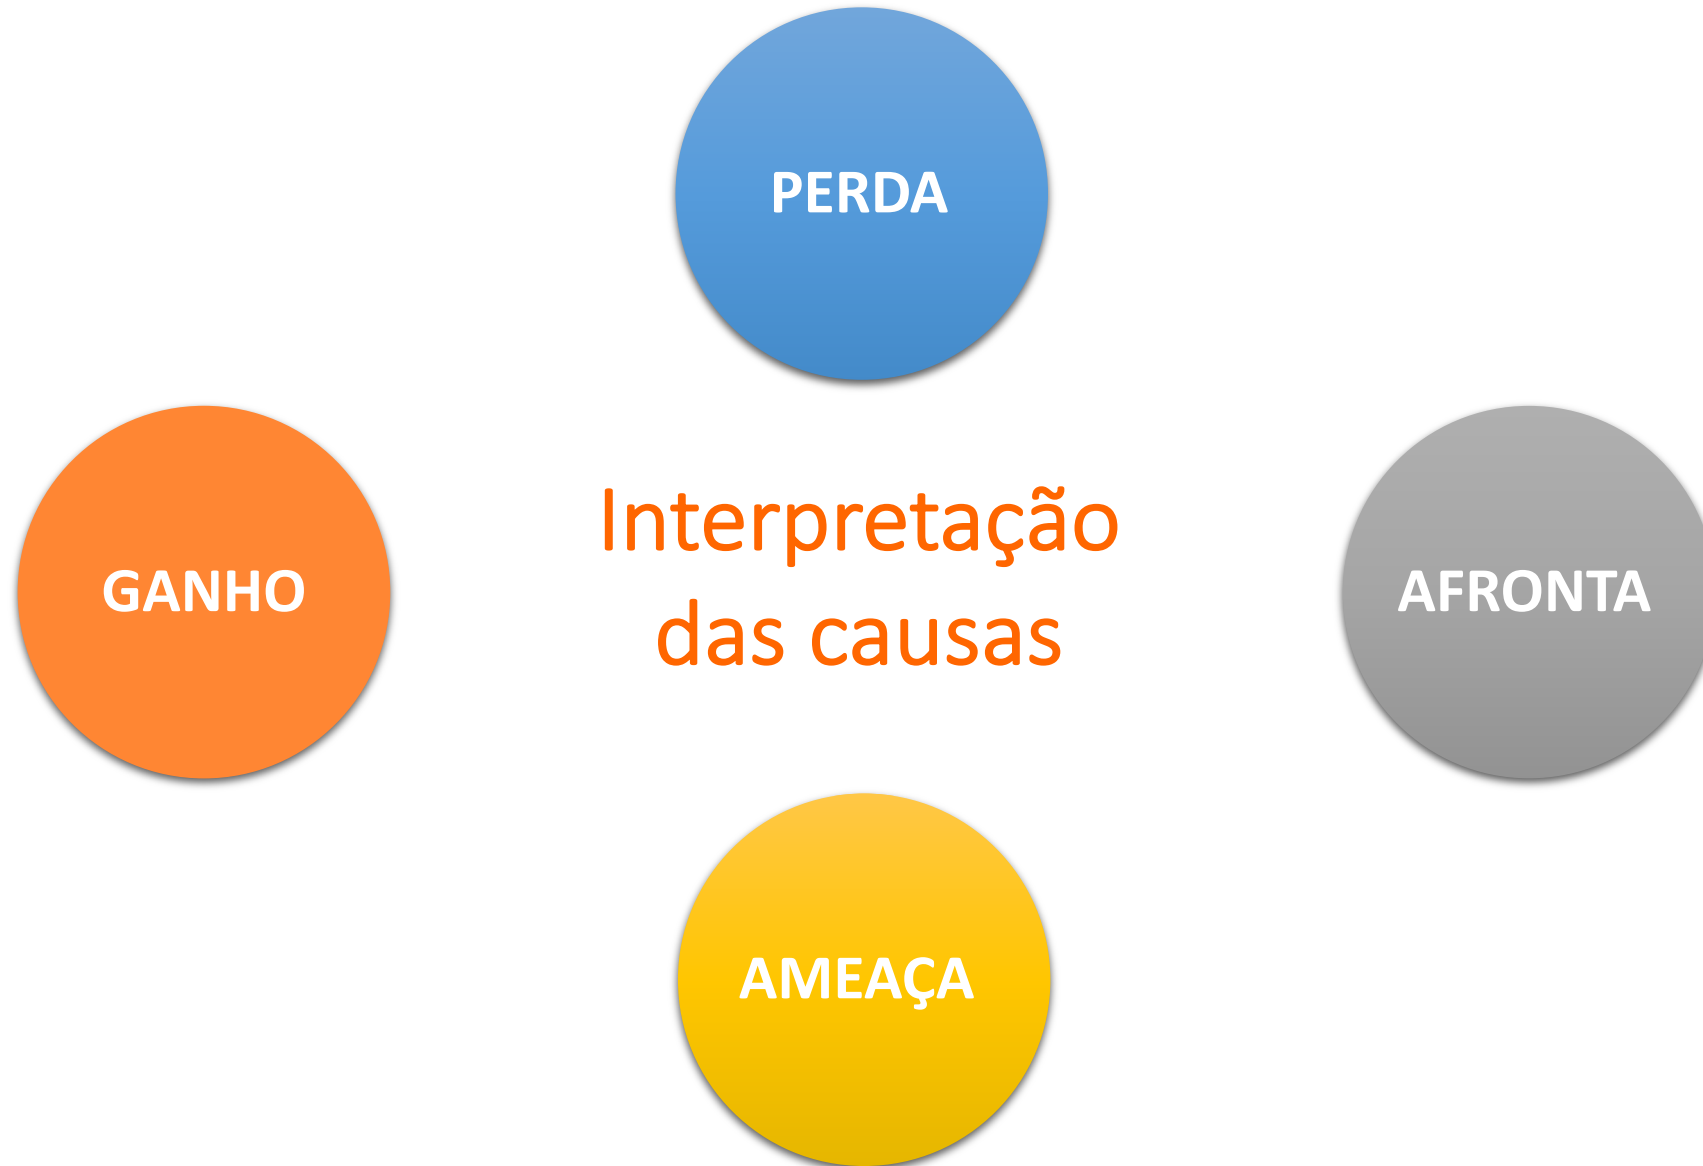 PERDA
GANHO
Interpretação
das causas
AFRONTA
AMEAÇA